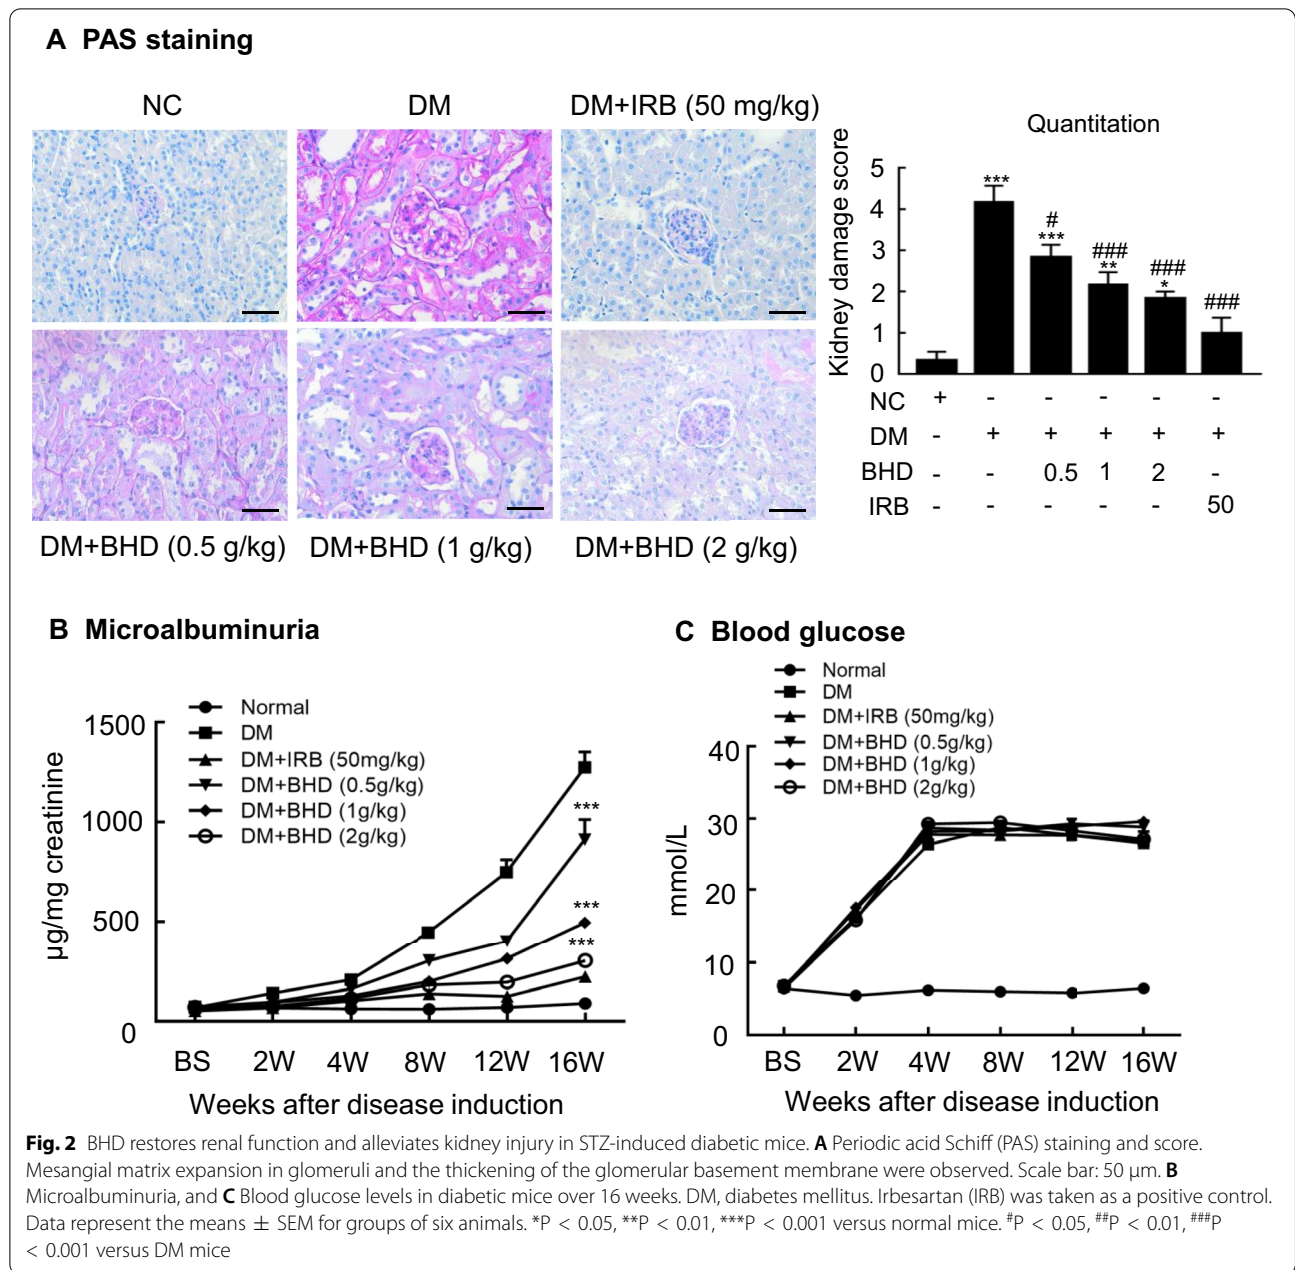 A PAS staining
NC
DM
DM+IRB (50 mg/kg)
DM+BHD (0.5 g/kg)
DM+BHD (1 g/kg)
DM+BHD (2 g/kg)
Quantitation
Kidney damage score
5
4
3
2
1
0
***
#
***
###
**
###
*
###
NC + - - - - -
DM - + + + + +
BHD - - 0.5 1 2 -
IRB - - - - - 50
B Microalbuminuria
Normal
DM
DM+IRB (50mg/kg)
DM+BHD (0.5g/kg)
DM+BHD (1g/kg)
DM+BHD (2g/kg)
µg/mg creatinine
1500
1000
500
0
***
***
***
BS 2W 4W 8W 12W 16W
Weeks after disease induction
C Blood glucose
Normal
DM
DM+IRB (50mg/kg)
DM+BHD (0.5g/kg)
DM+BHD (1g/kg)
DM+BHD (2g/kg)
mmol/L
40
30
20
10
0
BS 2W 4W 8W 12W 16W
Weeks after disease induction
Fig. 2 BHD restores renal function and alleviates kidney injury in STZ-induced diabetic mice. A Periodic acid Schiff (PAS) staining and score.
Mesangial matrix expansion in glomeruli and the thickening of the glomerular basement membrane were observed. Scale bar: 50 µm. B
Microalbuminuria, and C Blood glucose levels in diabetic mice over 16 weeks. DM, diabetes mellitus. Irbesartan (IRB) was taken as a positive control.
Data represent the means ± SEM for groups of six animals. *P < 0.05, **P < 0.01, ***P < 0.001 versus normal mice. #P < 0.05, ##P < 0.01, ###P
< 0.001 versus DM mice